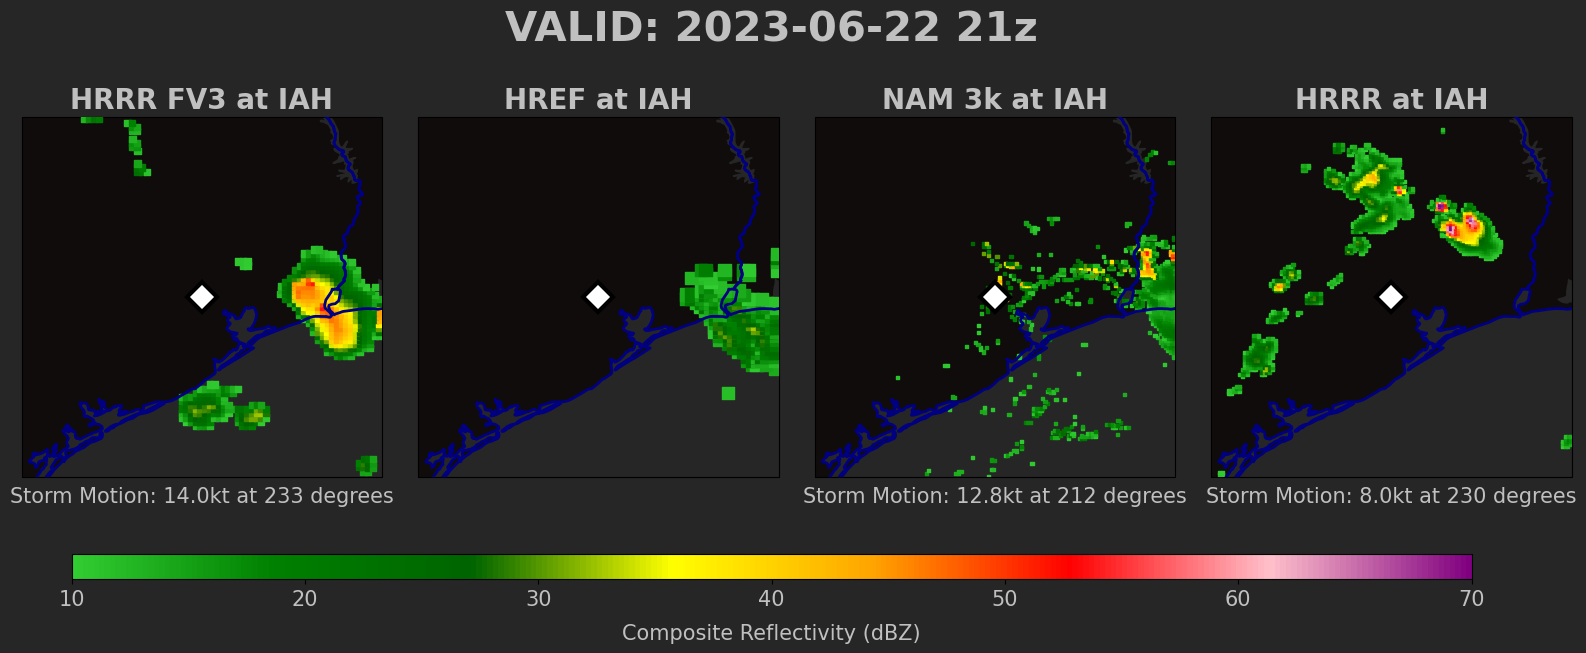 VALID: 2023-06-22 21z
HRRR FV3 at IAH
HREF at IAH
NAM 3k at IAH
HRRR at IAH
Storm Motion: 14.0kt at 233 degrees
Storm Motion: 12.8kt at 212 degrees
Storm Motion: 8.0kt at 230 degrees
10 20 30 40 50 60 70
Composite Reflectivity (dBZ)